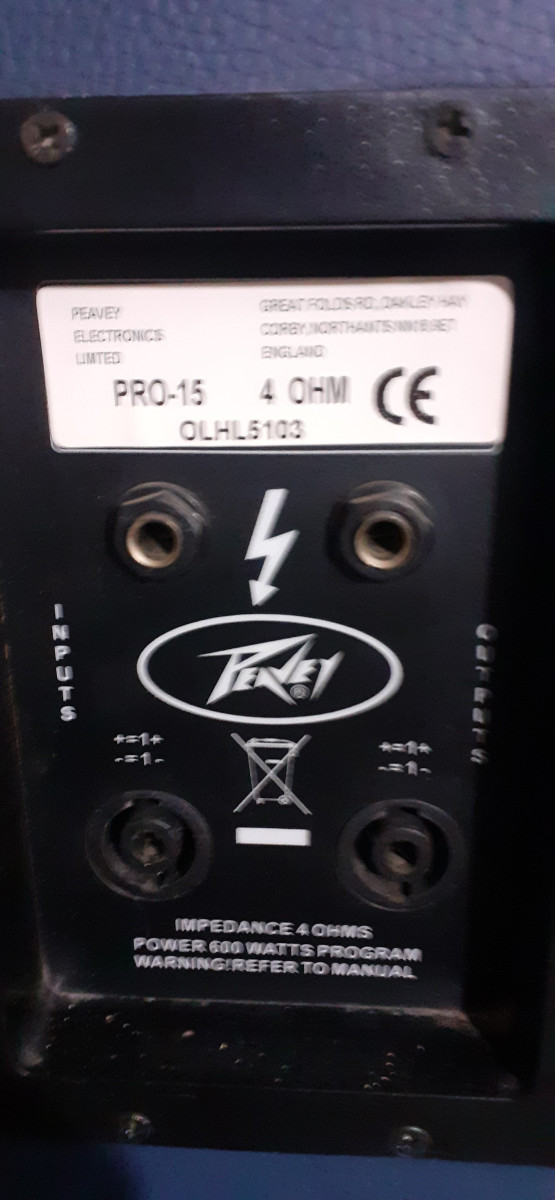 PEAVEY
ELECTRONICS
LIMTED
GREAT FOLDS RD, OAKLEY HAY,
CORBY, NORTHANTS
ENGLAND
PRO-15 4 OHM CE
OLHL5103
INPUTS
OUTPUTS
PEAVEY®
+=1+
-=1-
+=1+
-=1-
IMPEDANCE 4 OHMS
POWER 600 WATTS PROGRAM
WARNING!REFER TO MANUAL